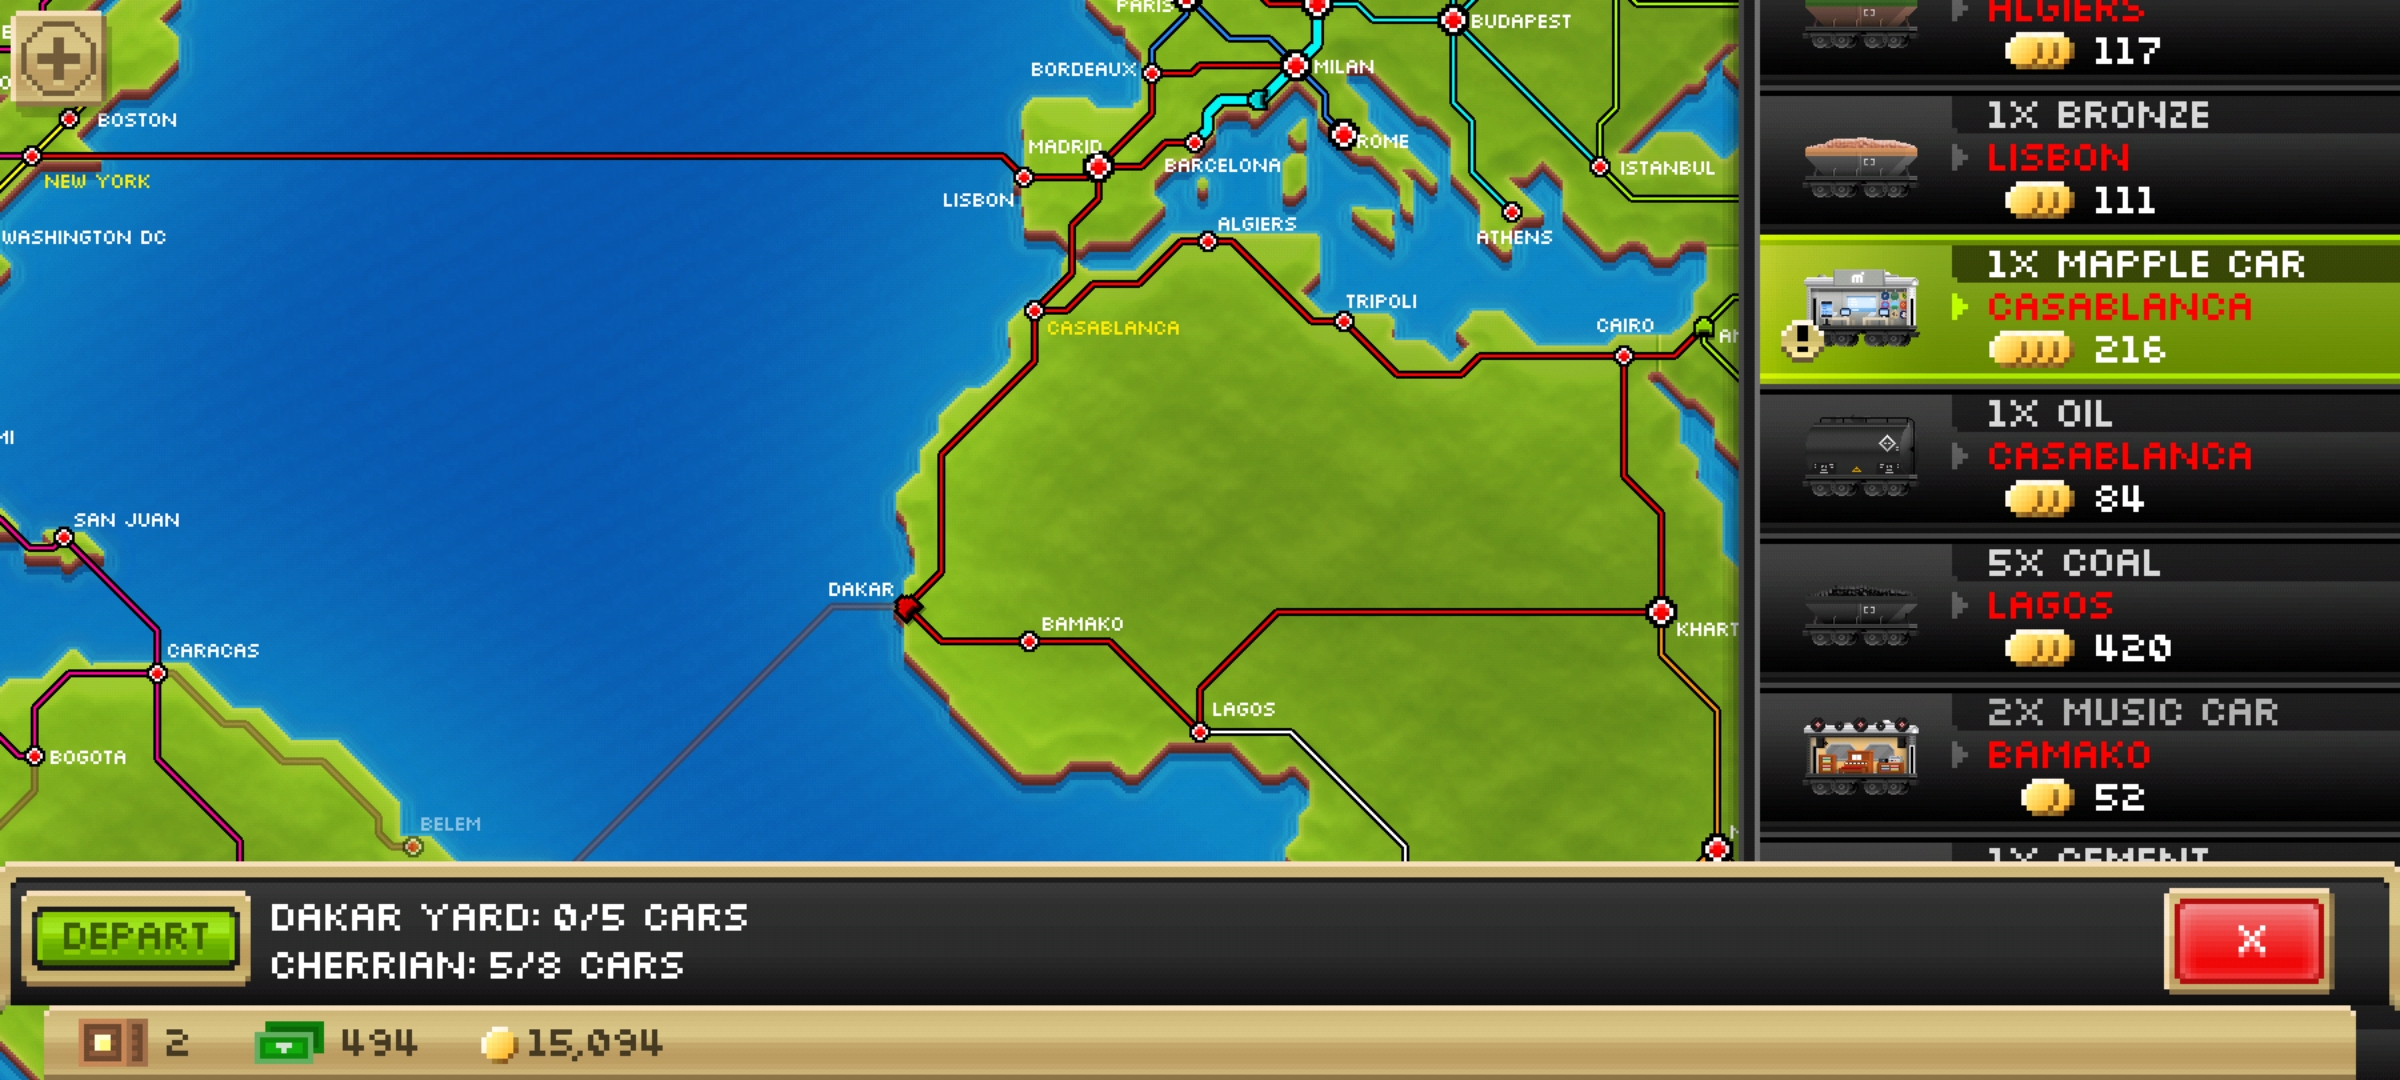 PARIS
BUDAPEST
BORDEAUX
MILAN
BOSTON
MADRID
ROME
BARCELONA
ISTANBUL
NEW YORK
LISBON
ALGIERS
ATHENS
WASHINGTON DC
TRIPOLI
CASABLANCA
CAIRO
MI
SAN JUAN
DAKAR
BAMAKO
KHART
CARACAS
LAGOS
BOGOTA
BELEM
ALGIERS
117
1X BRONZE
LISBON
111
1X MAPPLE CAR
CASABLANCA
216
1X OIL
CASABLANCA
84
5X COAL
LAGOS
420
2X MUSIC CAR
BAMAKO
52
1X CEMENT
DEPART
DAKAR YARD: 0/5 CARS
CHERRIAN: 5/8 CARS
X
2
494
15,094